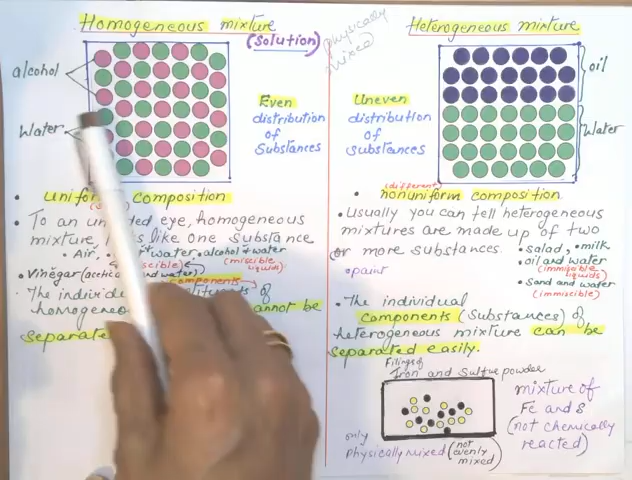 Homogeneous mixture
(Solution)
physically
mixed
alcohol
Water
Even
distribution
of
Substances
uniform composition
To an unaided eye, homogeneous
mixture, looks like one substance
Air, water, alcohol & water
(miscible
liquids)
Vinegar (acetic water)
components
The individual of
homogeneous cannot be
separate
Heterogeneous mixture
oil
Water
Uneven
distribution
of
Substances
(different)
nonuniform composition
Usually you can tell heterogeneous
mixtures are made up of two
or more substances.
salad, milk
oil and water
(immiscible
liquids)
Sand and water
(immiscible)
paint
The individual
components (Substances) of
heterogeneous mixture can be
separated easily.
Filings of
Iron and Sulfur powder
mixture of
Fe and S
(not chemically
reacted)
only
Physically Mixed (not
evenly
mixed)